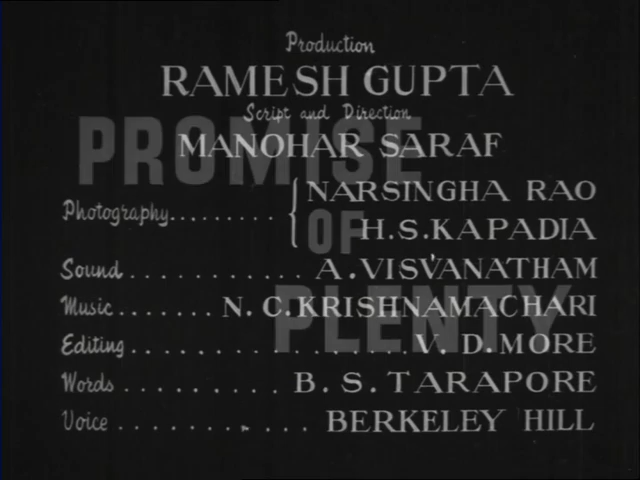 Production
RAMESH GUPTA
Script and Direction
MANOHAR SARAF
PROMISE
Photography......... { NARSINGHA RAO
OF
H.S.KAPADIA
Sound........... A.VISVANATHAM
PLENTY
Music....... N. C. KRISHNAMACHARI
Editing................. V. D. MORE
Words......... B. S. TARAPORE
Voice........... BERKELEY HILL